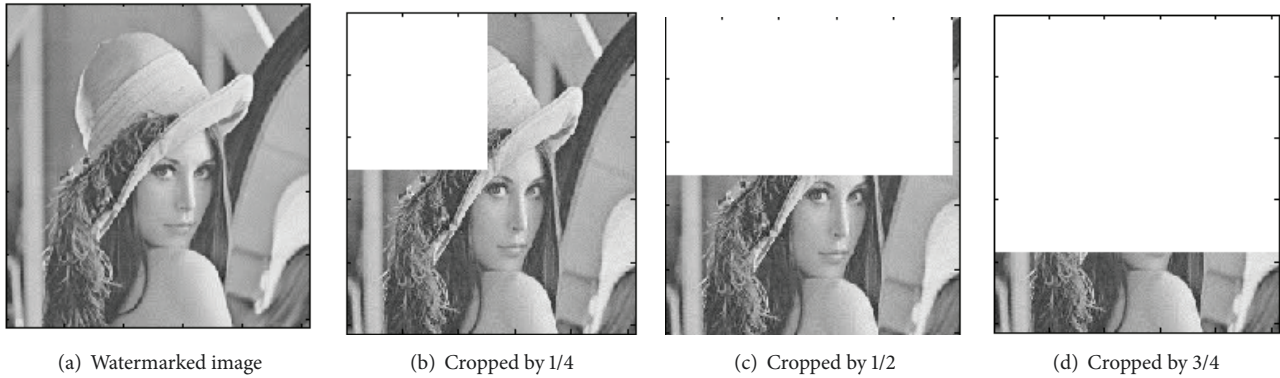 (a) Watermarked image
(b) Cropped by 1/4
(c) Cropped by 1/2
(d) Cropped by 3/4